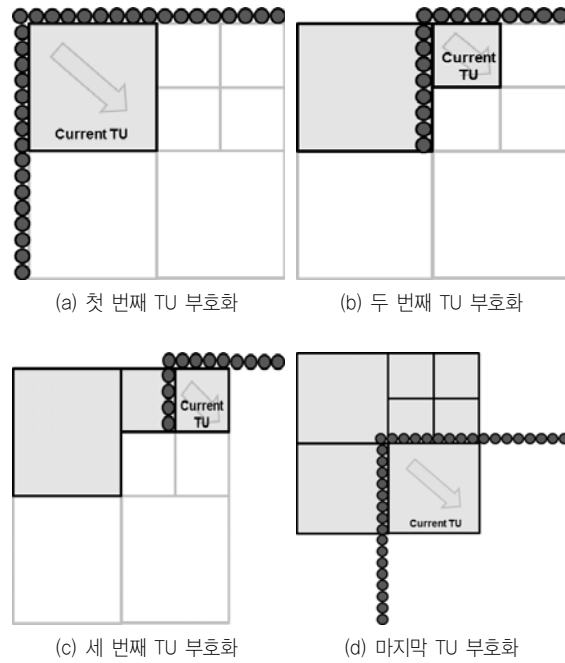 Current TU
Current
TU
(a) 첫 번째 TU 부호화
(b) 두 번째 TU 부호화
Current
TU
Current TU
(c) 세 번째 TU 부호화
(d) 마지막 TU 부호화